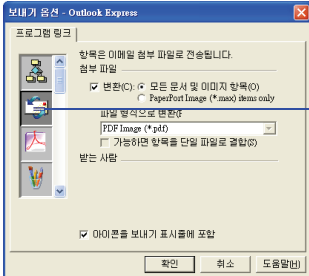 보내기 옵션 - Outlook Express
프로그램 링크
항목은 이메일 첨부 파일로 전송됩니다.
첨부 파일
변환(C): 모든 문서 및 이미지 항목(O)
PaperPort Image (*.max) items only
파일 형식으로 변환(F
PDF Image (*.pdf)
가능하면 항목을 단일 파일로 결합(S)
받는 사람
아이콘을 보내기 표시줄에 포함
확인 취소 도움말(H)